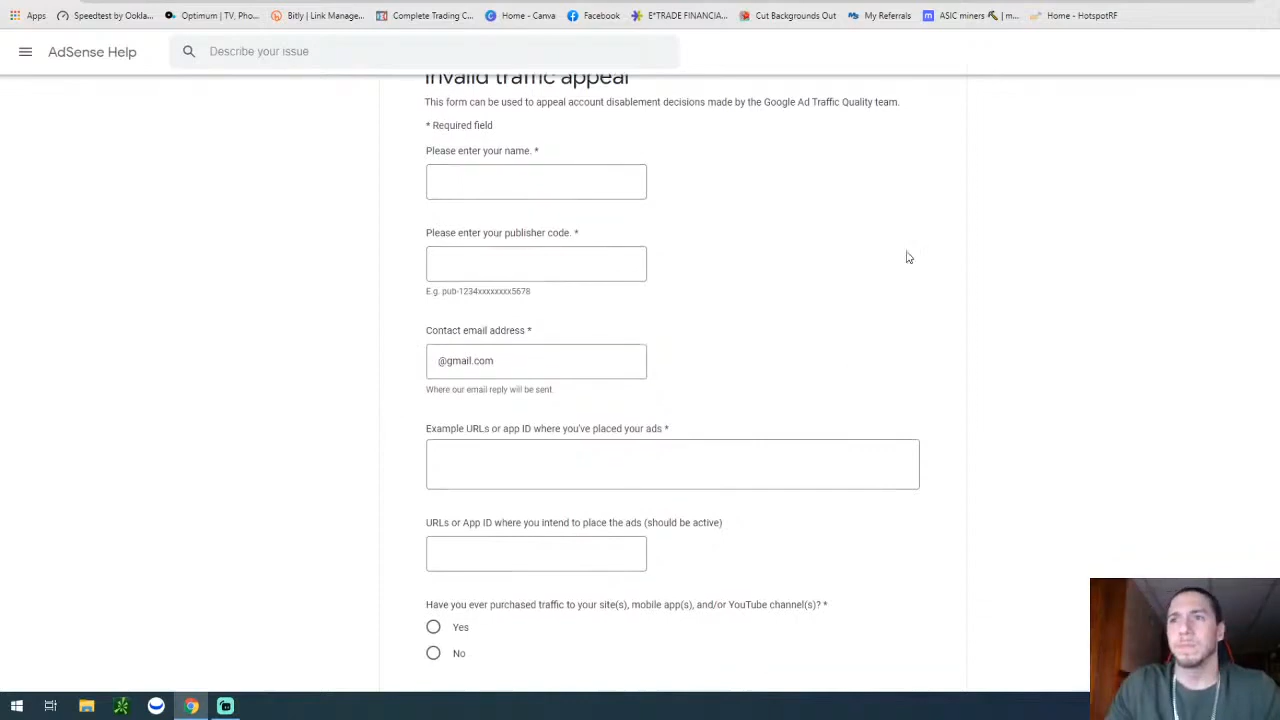 Apps
Speedtest by Ookla...
Optimum | TV, Pho...
Bitly | Link Manage...
Complete Trading C...
Home - Canva
Facebook
E*TRADE FINANCIA...
Cut Backgrounds Out
My Referrals
ASIC miners ⛏ | m...
Home - HotspotRF
AdSense Help
Describe your issue
Invalid traffic appeal
This form can be used to appeal account disablement decisions made by the Google Ad Traffic Quality team.
* Required field
Please enter your name. *
Please enter your publisher code. *
E.g. pub-1234xxxxxxxx5678
Contact email address *
@gmail.com
Where our email reply will be sent.
Example URLs or app ID where you've placed your ads *
URLs or App ID where you intend to place the ads (should be active)
Have you ever purchased traffic to your site(s), mobile app(s), and/or YouTube channel(s)? *
Yes
No